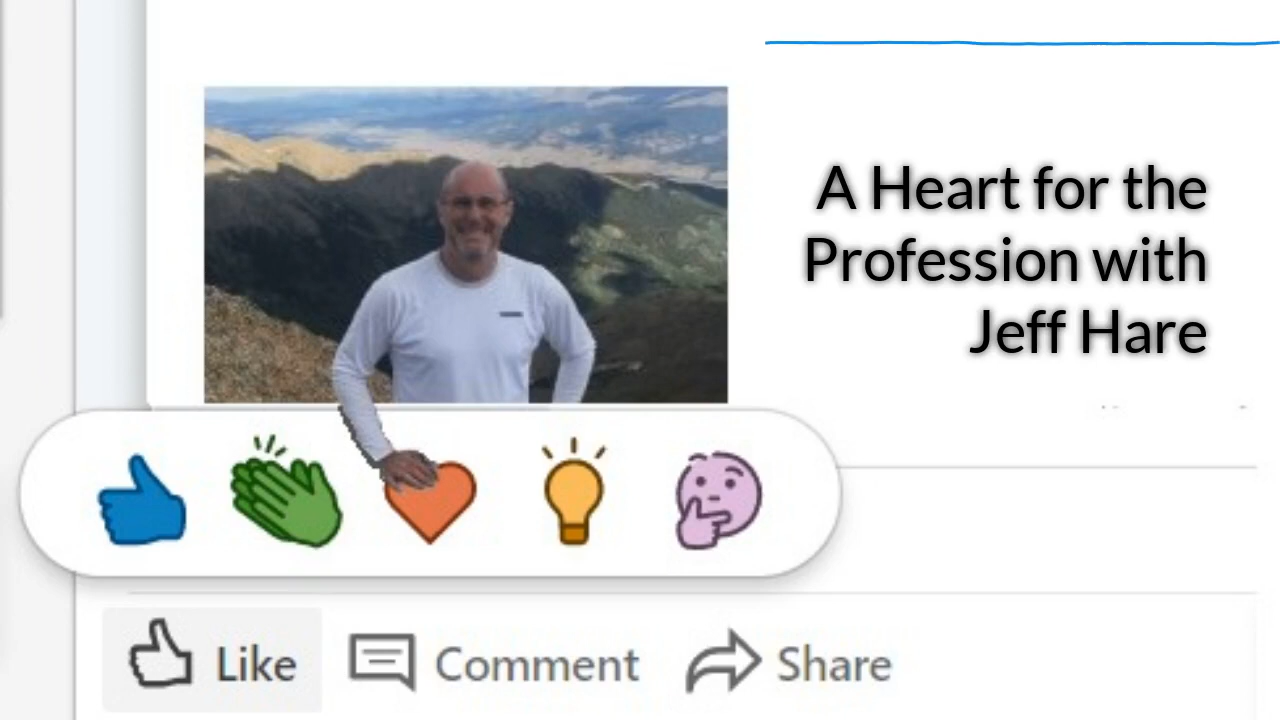 A Heart for the
Profession with
Jeff Hare
Like
Comment
Share